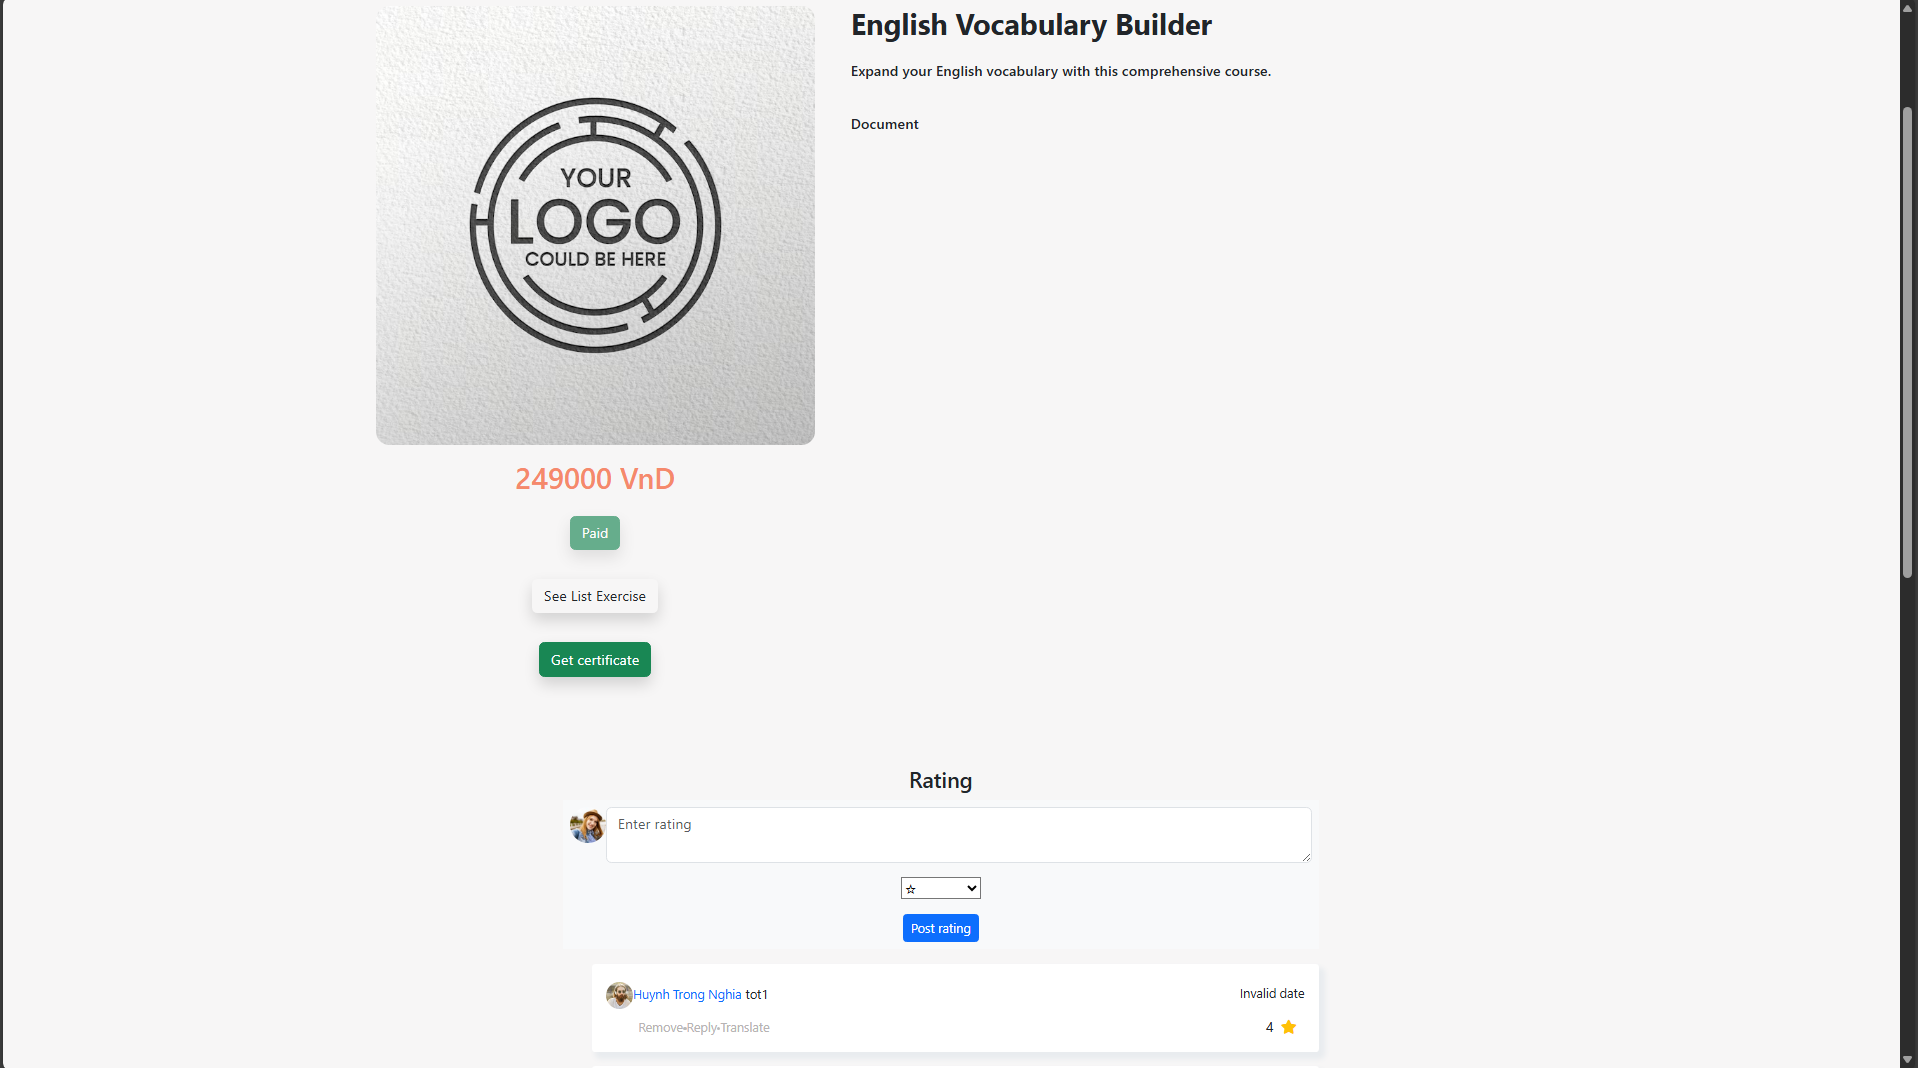 English Vocabulary Builder
Expand your English vocabulary with this comprehensive course.
Document
YOUR
LOGO
COULD BE HERE
249000 VnD
Paid
See List Exercise
Get certificate
Rating
Enter rating
☆
Post rating
Huynh Trong Nghia tot1
Invalid date
Remove•Reply•Translate
4 ★